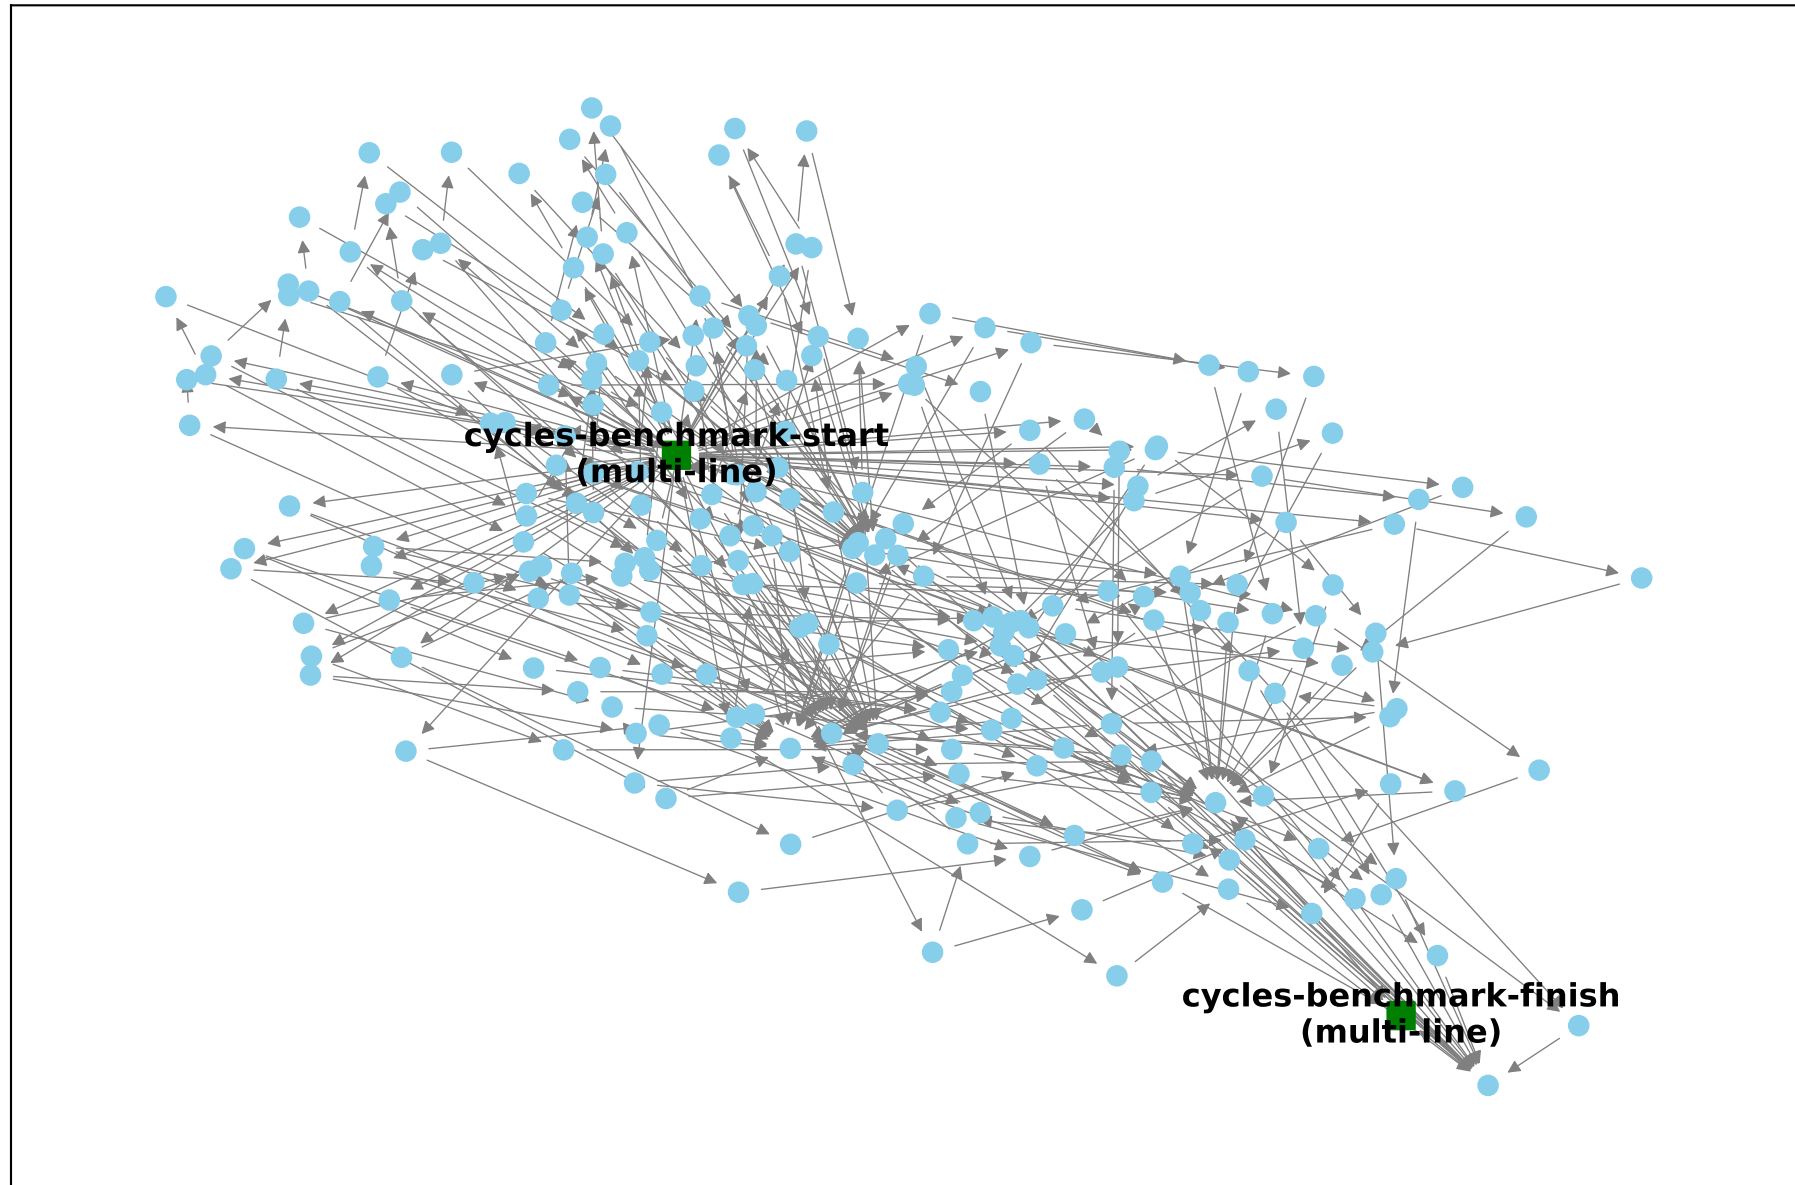 cycles-benchmark-start
(multi-line)
cycles-benchmark-finish
(multi-line)